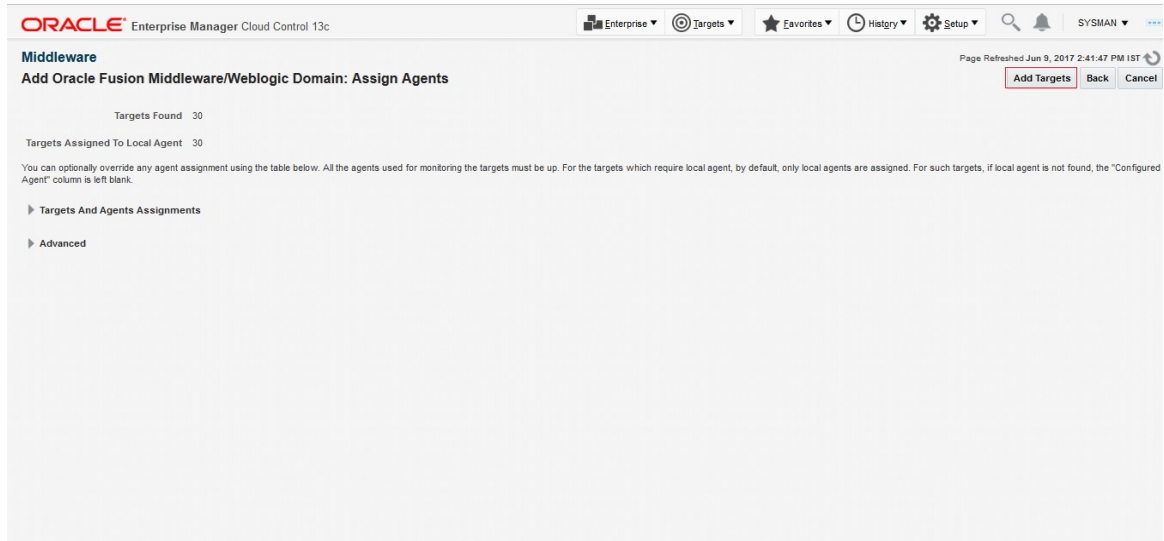 ORACLE Enterprise Manager Cloud Control 13c
Enterprise ▼ Targets ▼ Favorites ▼ History ▼ Setup ▼ SYSMAN ▼
Middleware
Page Refreshed Jun 9, 2017 2:41:47 PM IST
Add Oracle Fusion Middleware/Weblogic Domain: Assign Agents
Add Targets Back Cancel
Targets Found 30
Targets Assigned To Local Agent 30
You can optionally override any agent assignment using the table below. All the agents used for monitoring the targets must be up. For the targets which require local agent, by default, only local agents are assigned. For such targets, if local agent is not found, the "Configured
Agent" column is left blank.
Targets And Agents Assignments
Advanced